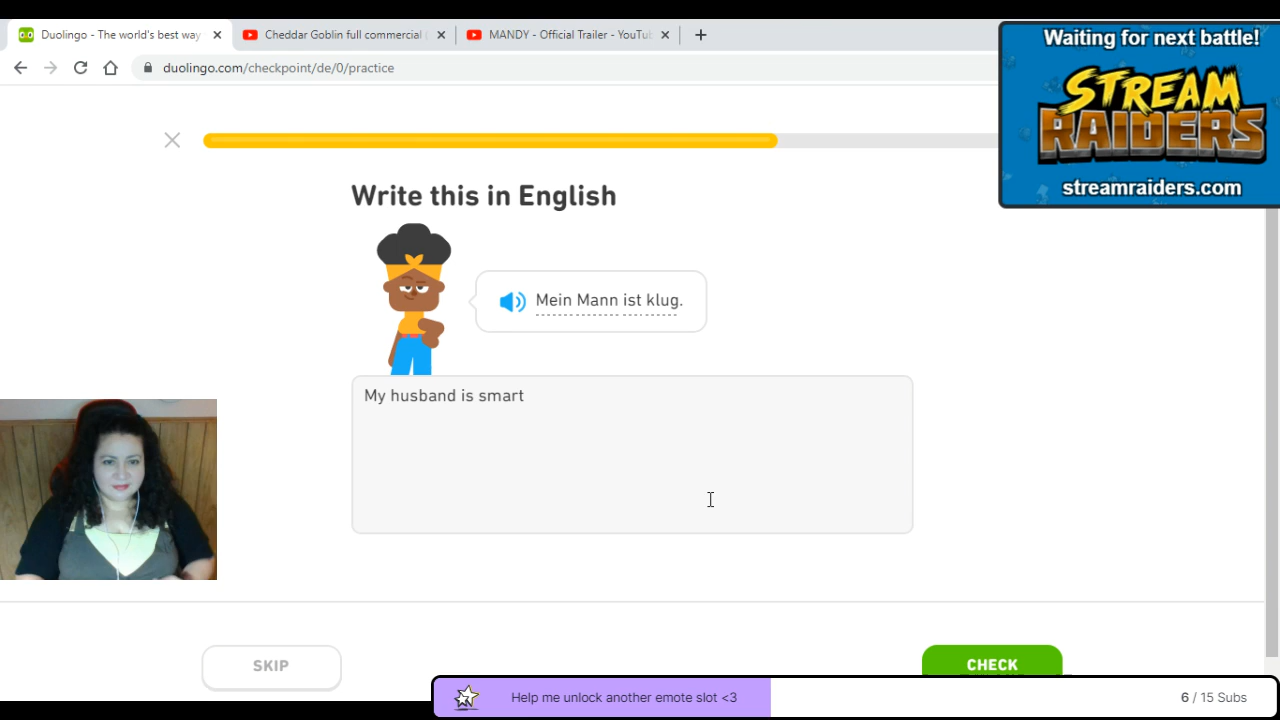 Duolingo - The world's best way
Cheddar Goblin full commercial (
MANDY - Official Trailer - YouTu
duolingo.com/checkpoint/de/0/practice
Waiting for next battle!
STREAM
RAIDERS
streamraiders.com
Write this in English
Mein Mann ist klug.
My husband is smart
SKIP
CHECK
Help me unlock another emote slot <3
6 / 15 Subs